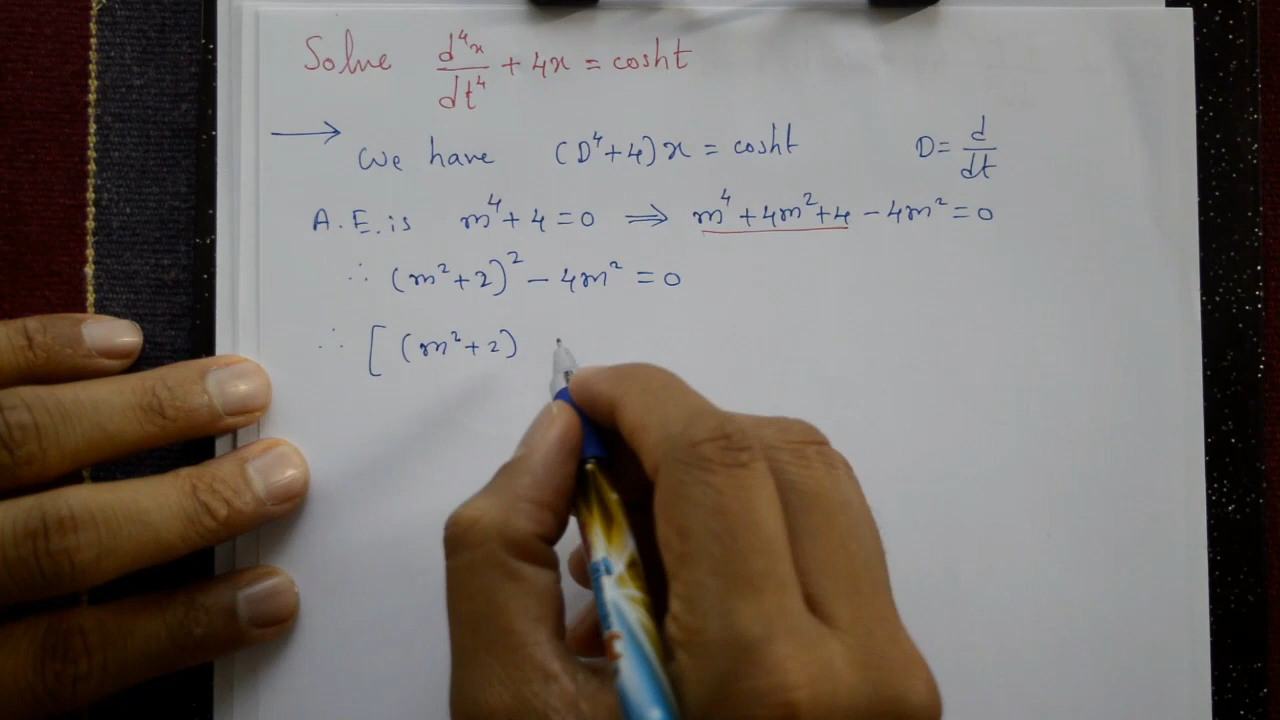 Solve d⁴x/dt⁴ + 4x = cosht
→ We have (D⁴+4)x = cosht D = d/dt
A.E. is m⁴+4=0 ⟹ m⁴+4m²+4-4m²=0
∴ (m²+2)² - 4m² = 0
∴ [(m²+2)